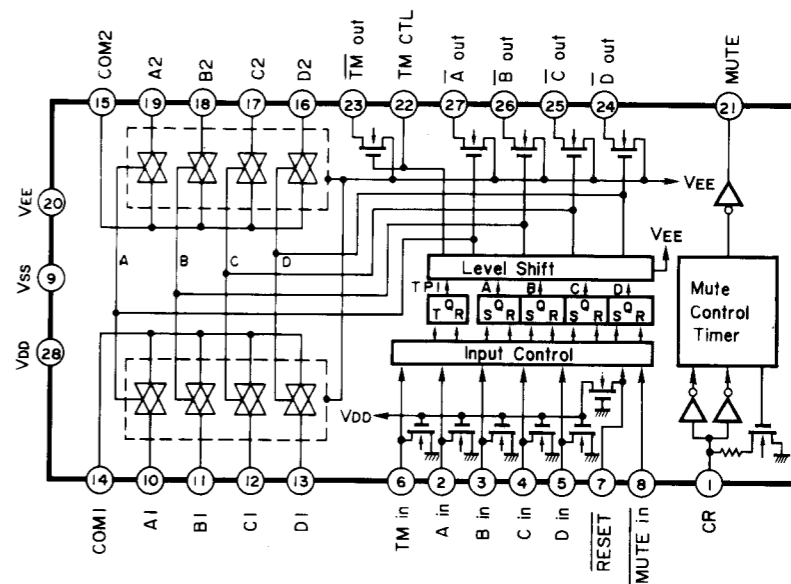 COM2
A2
B2
C2
D2
TM out
TM CTL
A out
B out
C out
D out
MUTE
15
19
18
17
16
23
22
27
26
25
24
21
VEE
20
VEE
VSS
9
A
B
C
D
VEE
Level Shift
TP1
A
B
C
D
T Q R
S Q R
S Q R
S Q R
S Q R
Mute
Control
Timer
VDD
28
Input Control
VDD
14
10
11
12
13
6
2
3
4
5
7
8
1
COM1
A1
B1
C1
D1
TM in
A in
B in
C in
D in
RESET
MUTE in
CR